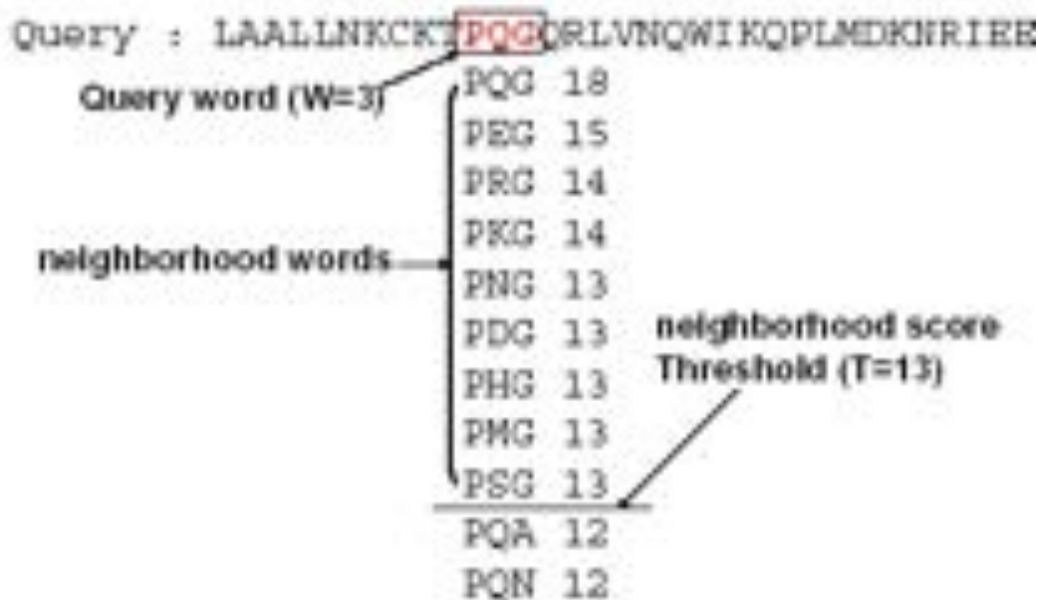 Query : LAALLNKCKTPQGQRLVNQWIKQPLMDKNRIEE
Query word (W=3)
PQG 18
PEG 15
PRG 14
PKG 14
neighborhood words
PNG 13
PDG 13
neighborhood score
Threshold (T=13)
PHG 13
PMG 13
PSG 13
PQA 12
PQN 12